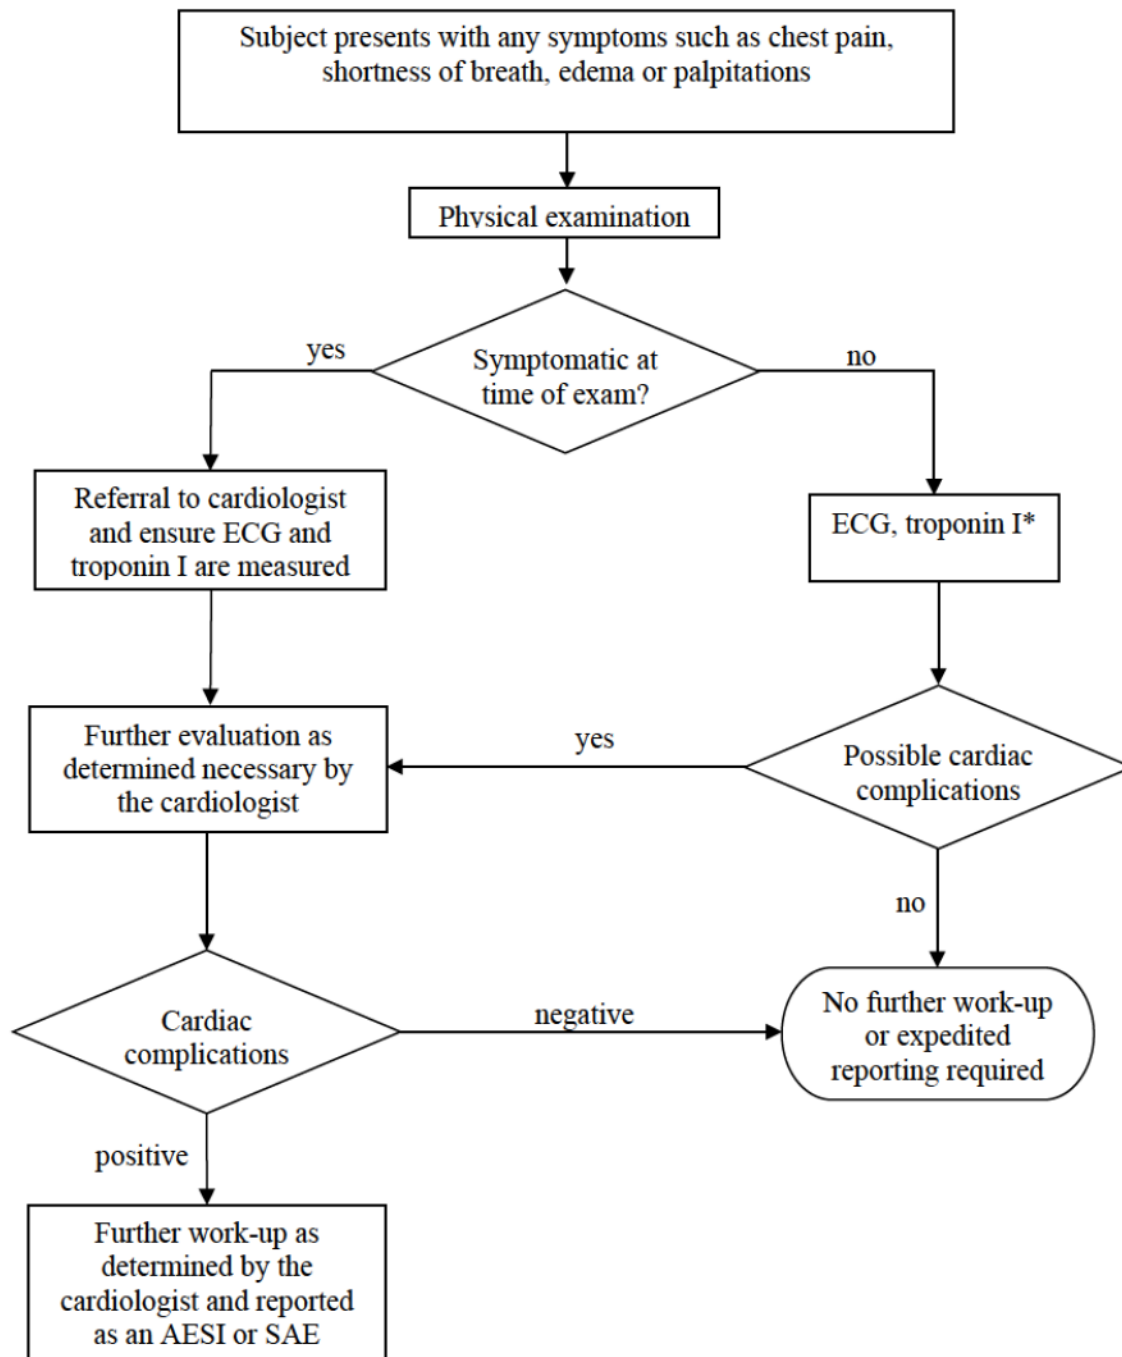 Subject presents with any symptoms such as chest pain,
shortness of breath, edema or palpitations
Physical examination
yes
no
Symptomatic at
time of exam?
Referral to cardiologist
and ensure ECG and
troponin I are measured
ECG, troponin I*
Further evaluation as
determined necessary by
the cardiologist
yes
Possible cardiac
complications
no
Cardiac
complications
negative
No further work-up
or expedited
reporting required
positive
Further work-up as
determined by the
cardiologist and reported
as an AESI or SAE